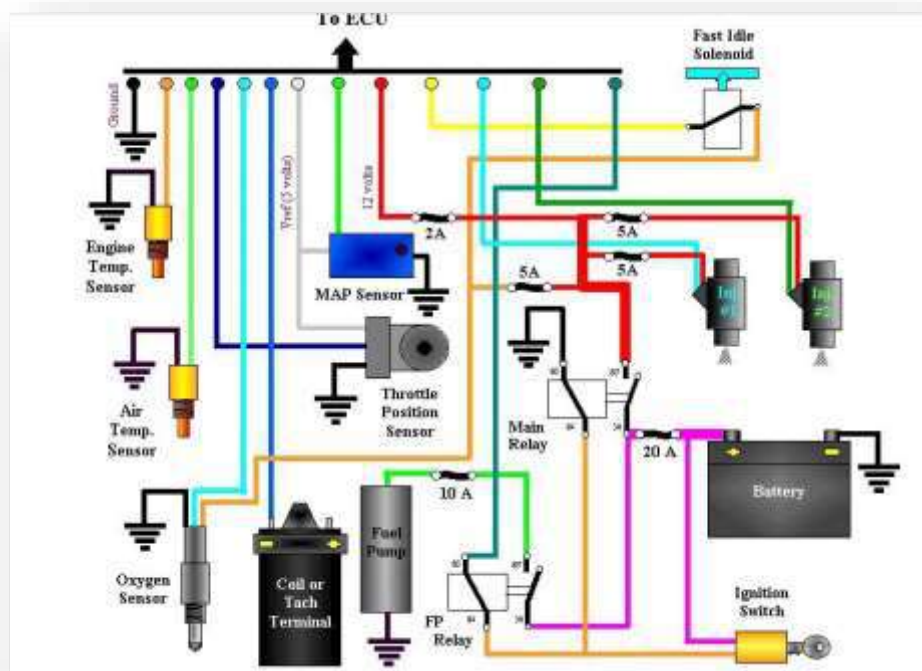 To ECU
Fast Idle
Solenoid
Ground
Vref (5 volts)
12 volts
2A
5A
5A
5A
Engine
Temp.
Sensor
MAP Sensor
Inj
#1
Inj
#2
Air
Temp.
Sensor
Throttle
Position
Sensor
Main
Relay
20 A
Battery
10 A
Fuel
Pump
Oxygen
Sensor
Coil or
Tach
Terminal
FP
Relay
Ignition
Switch